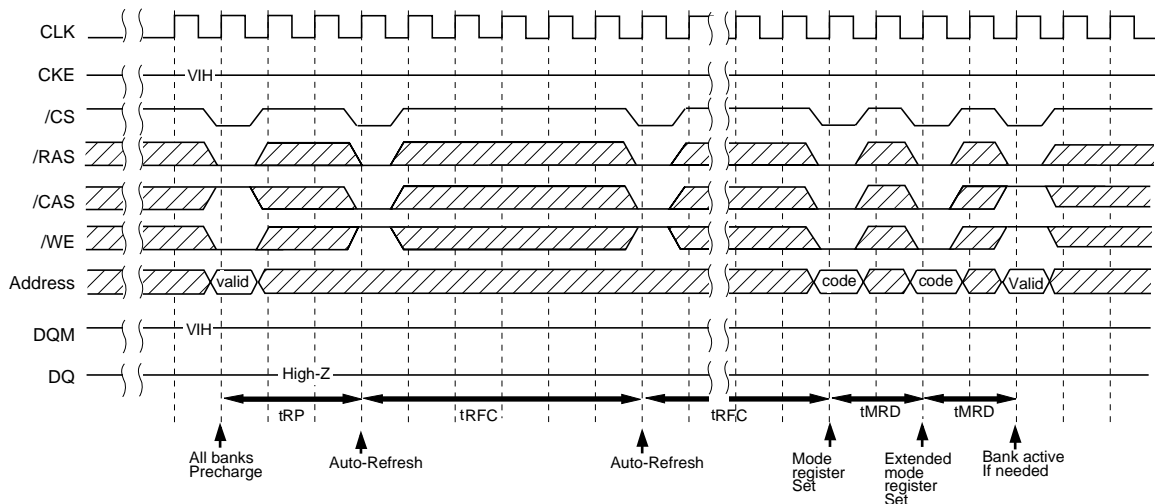 CLK
CKE
VIH
/CS
/RAS
/CAS
/WE
Address
valid
code
code
Valid
DQM
VIH
DQ
High-Z
tRP
tRFC
tRFC
tMRD
tMRD
All banks
Precharge
Auto-Refresh
Auto-Refresh
Mode
register
Set
Extended
mode
register
Set
Bank active
If needed